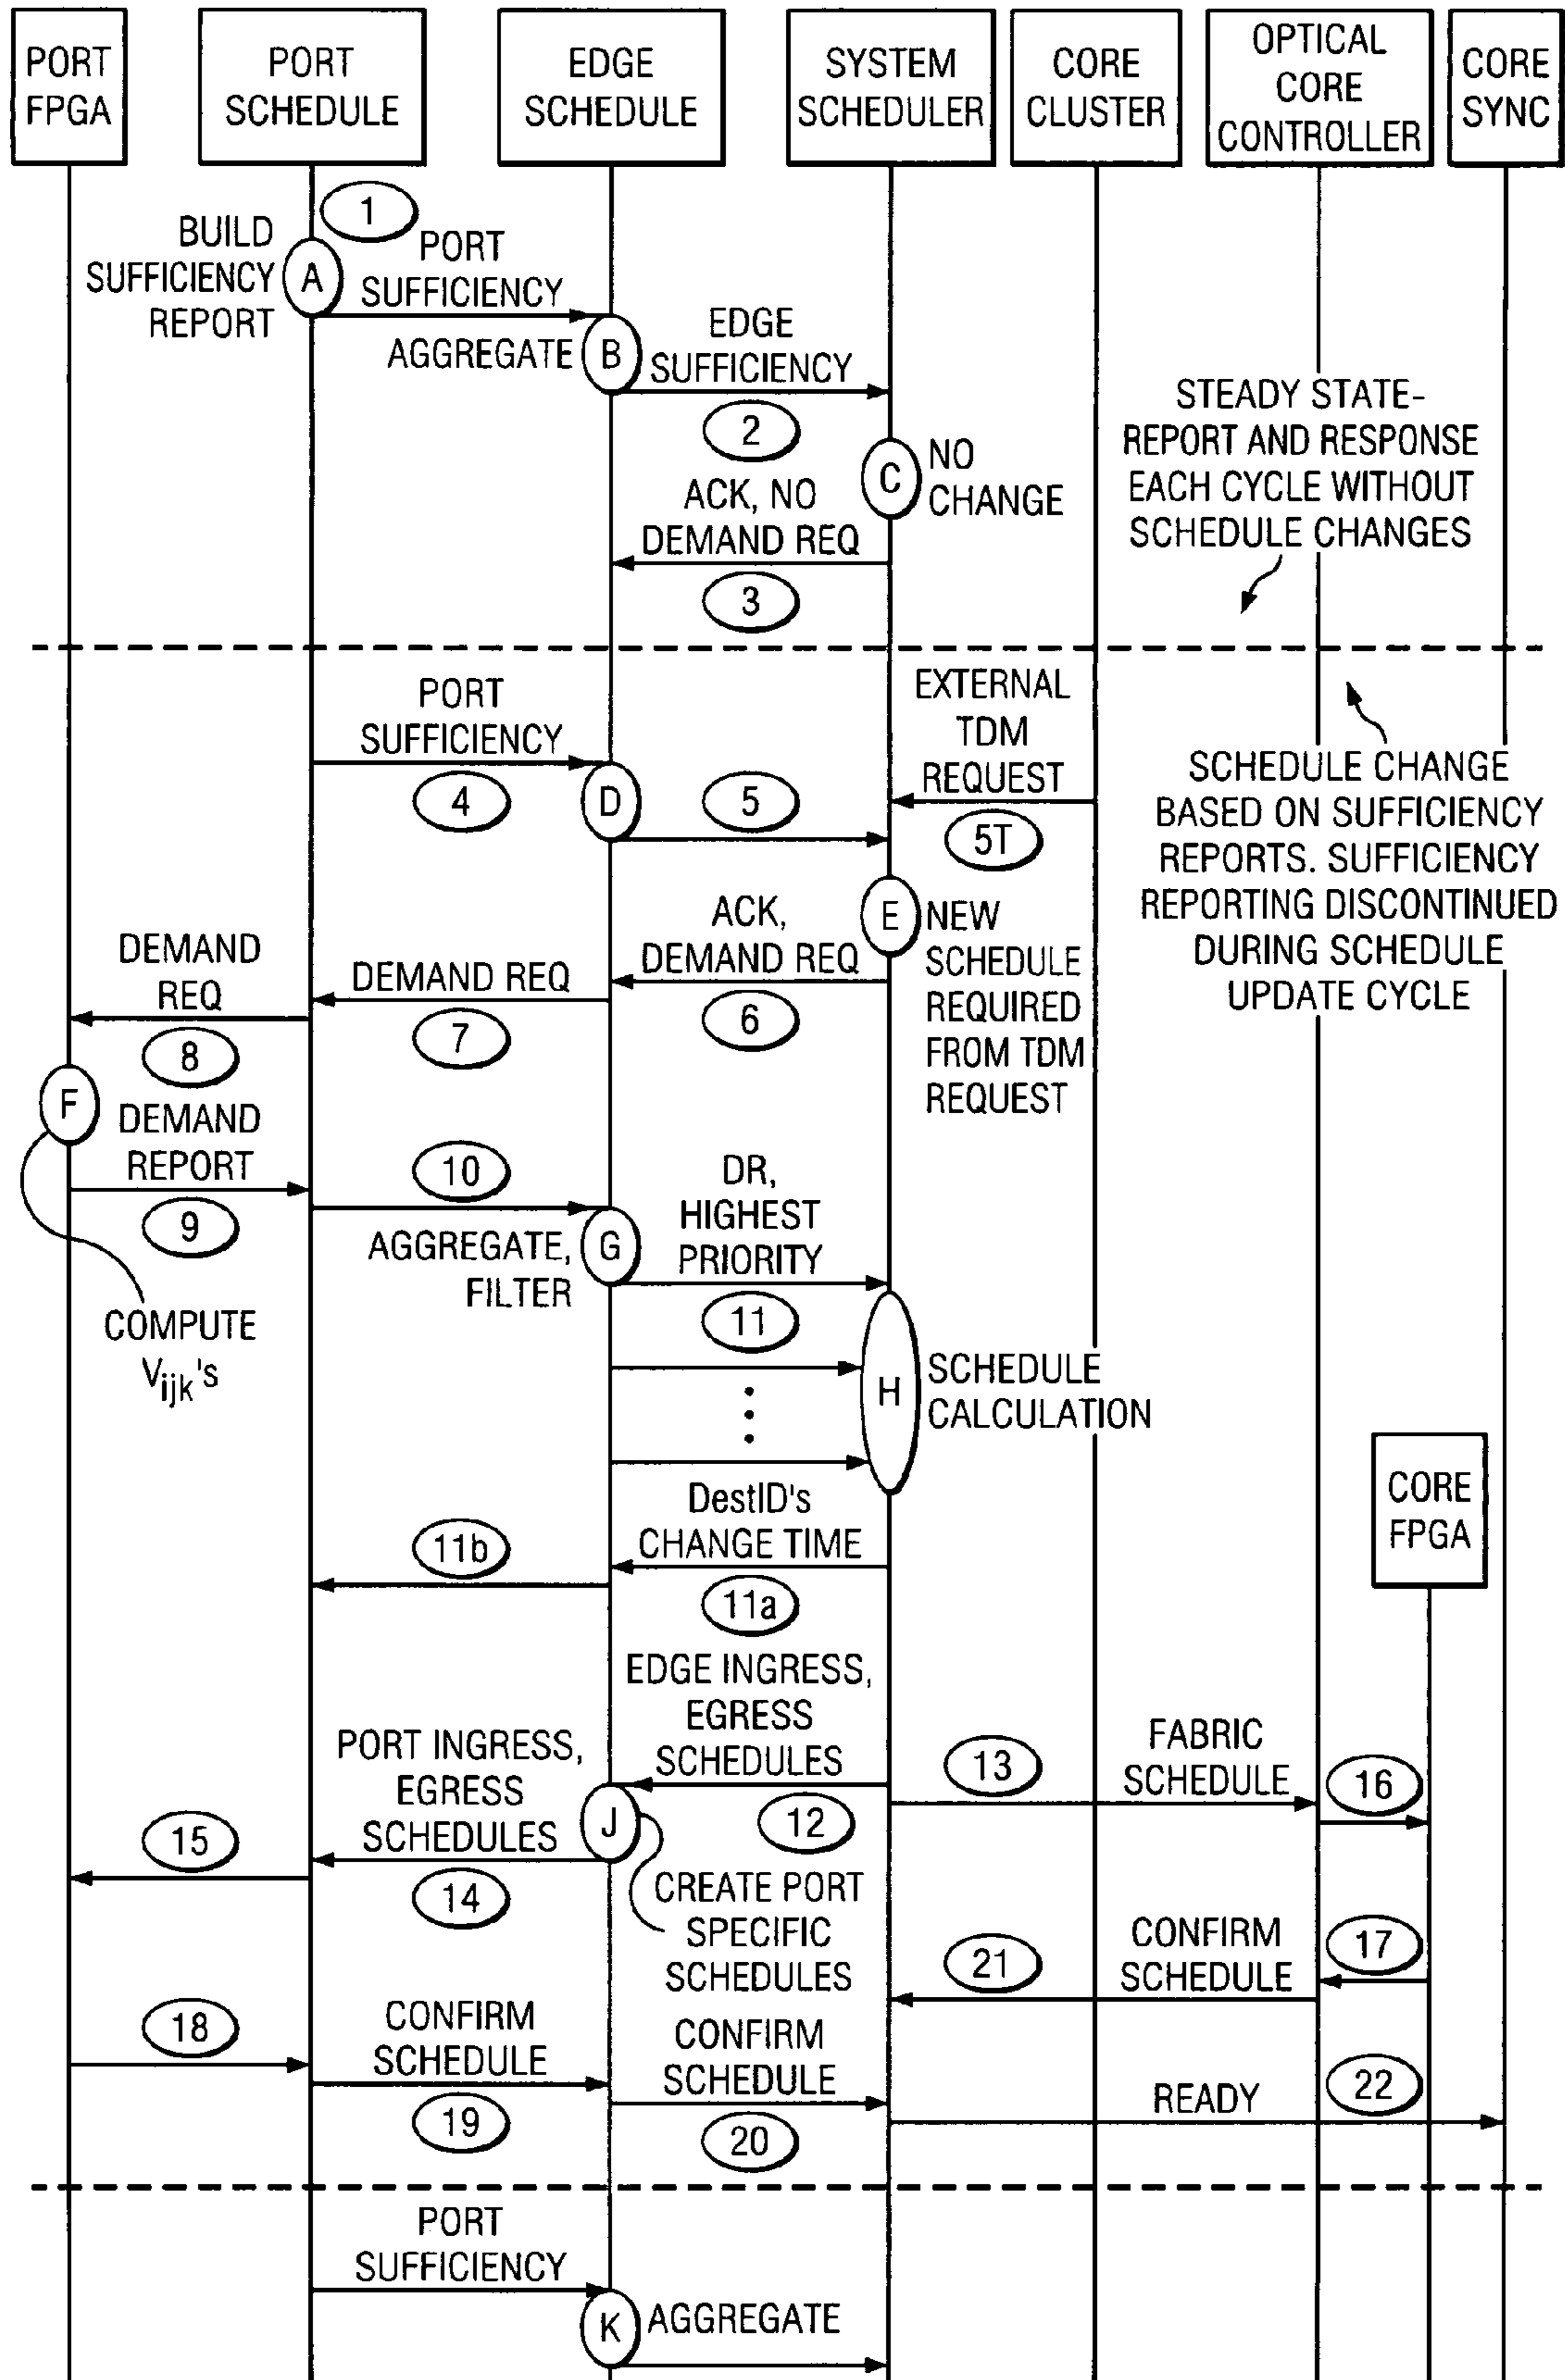 PORT
FPGA
PORT
SCHEDULE
EDGE
SCHEDULE
SYSTEM
SCHEDULER
CORE
CLUSTER
OPTICAL
CORE
CONTROLLER
CORE
SYNC
1
BUILD
SUFFICIENCY
REPORT
A
PORT
SUFFICIENCY
AGGREGATE
B
EDGE
SUFFICIENCY
2
C
NO
CHANGE
ACK, NO
DEMAND REQ
3
STEADY STATE-
REPORT AND RESPONSE
EACH CYCLE WITHOUT
SCHEDULE CHANGES
PORT
SUFFICIENCY
4
D
5
EXTERNAL
TDM
REQUEST
5T
SCHEDULE CHANGE
BASED ON SUFFICIENCY
REPORTS. SUFFICIENCY
REPORTING DISCONTINUED
DURING SCHEDULE
UPDATE CYCLE
E
NEW
SCHEDULE
REQUIRED
FROM TDM
REQUEST
ACK,
DEMAND REQ
6
DEMAND REQ
7
DEMAND
REQ
8
F
DEMAND
REPORT
9
COMPUTE
Vijk's
10
AGGREGATE,
FILTER
G
DR,
HIGHEST
PRIORITY
11
H
SCHEDULE
CALCULATION
CORE
FPGA
DestID's
CHANGE TIME
11a
11b
EDGE INGRESS,
EGRESS
SCHEDULES
12
13
FABRIC
SCHEDULE
16
PORT INGRESS,
EGRESS
SCHEDULES
J
14
15
CREATE PORT
SPECIFIC
SCHEDULES
21
CONFIRM
SCHEDULE
17
18
CONFIRM
SCHEDULE
19
CONFIRM
SCHEDULE
20
READY
22
PORT
SUFFICIENCY
K
AGGREGATE